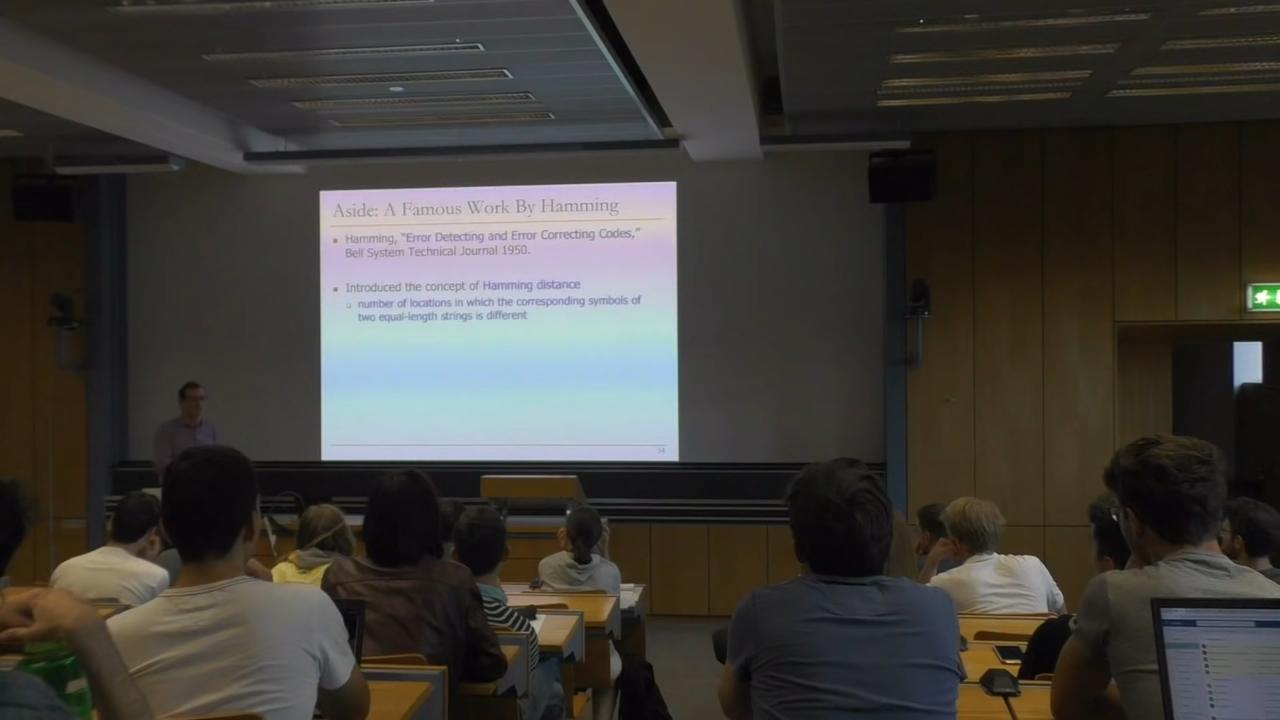 Aside: A Famous Work By Hamming
Hamming, "Error Detecting and Error Correcting Codes,"
Bell System Technical Journal 1950.
Introduced the concept of Hamming distance
number of locations in which the corresponding symbols of
two equal-length strings is different